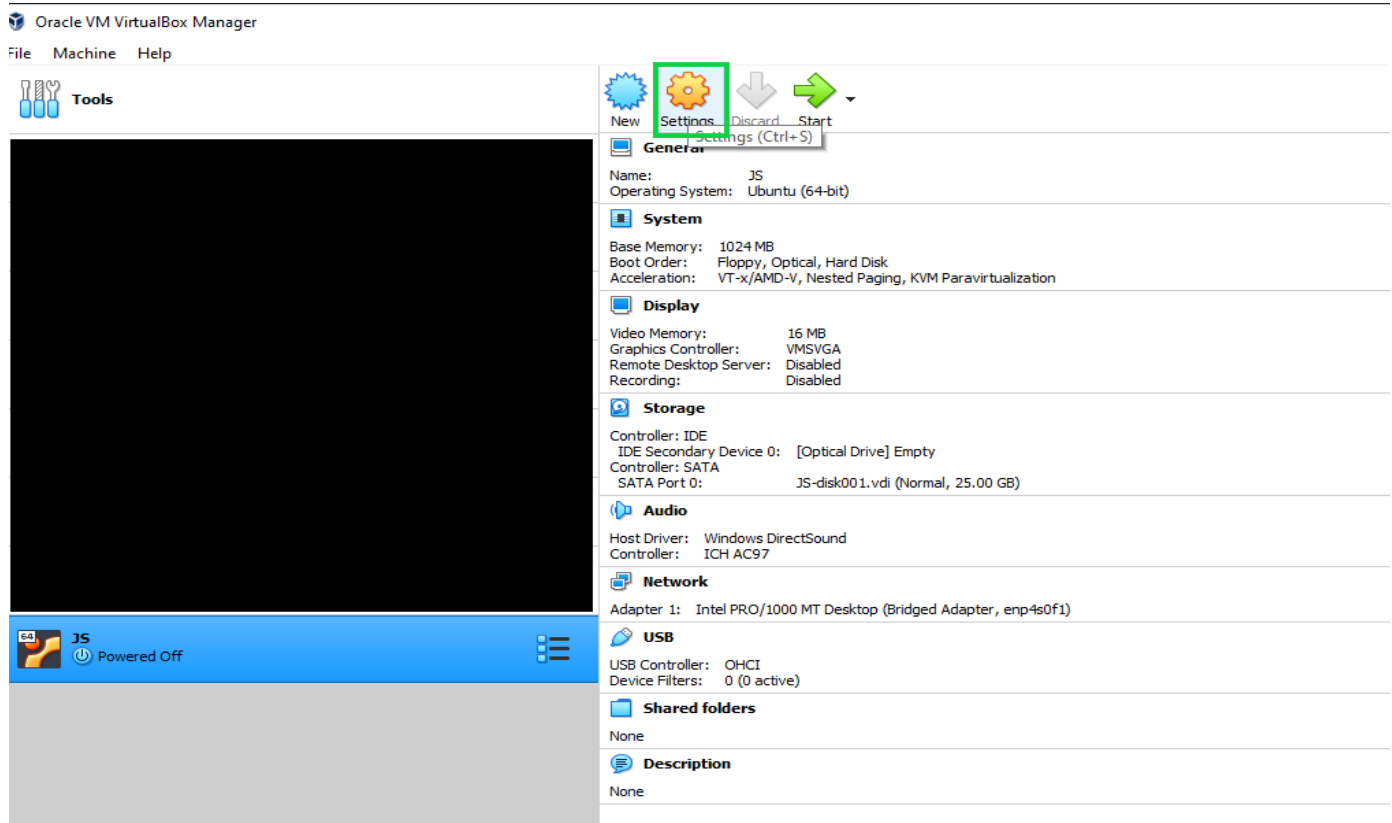 Oracle VM VirtualBox Manager
File Machine Help
Tools
New Settings Discard Start
Settings (Ctrl+S)
General
Name: JS
Operating System: Ubuntu (64-bit)
System
Base Memory: 1024 MB
Boot Order: Floppy, Optical, Hard Disk
Acceleration: VT-x/AMD-V, Nested Paging, KVM Paravirtualization
Display
Video Memory: 16 MB
Graphics Controller: VMSVGA
Remote Desktop Server: Disabled
Recording: Disabled
Storage
Controller: IDE
IDE Secondary Device 0: [Optical Drive] Empty
Controller: SATA
SATA Port 0: JS-disk001.vdi (Normal, 25.00 GB)
Audio
Host Driver: Windows DirectSound
Controller: ICH AC97
Network
Adapter 1: Intel PRO/1000 MT Desktop (Bridged Adapter, enp4s0f1)
64 JS
Powered Off
USB
USB Controller: OHCI
Device Filters: 0 (0 active)
Shared folders
None
Description
None